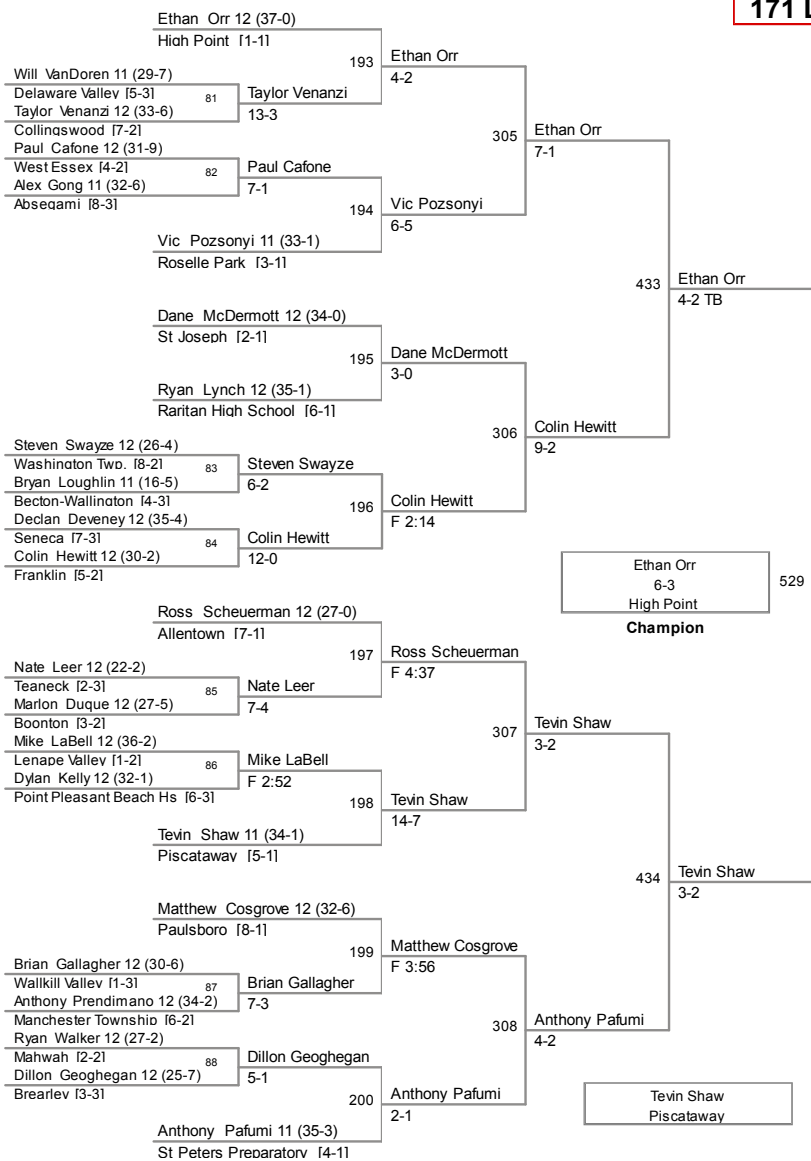 171 L
Ethan Orr 12 (37-0)
High Point [1-1]
193
Ethan Orr
4-2
Will VanDoren 11 (29-7)
Delaware Valley [5-3]
81
Taylor Venanzi
13-3
Taylor Venanzi 12 (33-6)
Collingswood [7-2]
305
Ethan Orr
7-1
Paul Cafone 12 (31-9)
West Essex [4-2]
82
Paul Cafone
7-1
Alex Gong 11 (32-6)
Absegami [8-3]
194
Vic Pozsonyi
6-5
Vic Pozsonyi 11 (33-1)
Roselle Park [3-1]
433
Ethan Orr
4-2 TB
Dane McDermott 12 (34-0)
St Joseph [2-1]
195
Dane McDermott
3-0
Ryan Lynch 12 (35-1)
Raritan High School [6-1]
306
Colin Hewitt
9-2
Steven Swayze 12 (26-4)
Washington Twp. [8-2]
83
Steven Swayze
6-2
Bryan Loughlin 11 (16-5)
Becton-Wallington [4-3]
196
Colin Hewitt
F 2:14
Declan Deveney 12 (35-4)
Seneca [7-3]
84
Colin Hewitt
12-0
Colin Hewitt 12 (30-2)
Franklin [5-2]
Ethan Orr
6-3
High Point
529
Champion
Ross Scheuerman 12 (27-0)
Allentown [7-1]
197
Ross Scheuerman
F 4:37
Nate Leer 12 (22-2)
Teaneck [2-3]
85
Nate Leer
7-4
Marlon Duque 12 (27-5)
Boonton [3-2]
307
Tevin Shaw
3-2
Mike LaBell 12 (36-2)
Lenape Valley [1-2]
86
Mike LaBell
F 2:52
Dylan Kelly 12 (32-1)
Point Pleasant Beach Hs [6-3]
198
Tevin Shaw
14-7
Tevin Shaw 11 (34-1)
Piscataway [5-1]
434
Tevin Shaw
3-2
Matthew Cosgrove 12 (32-6)
Paulsboro [8-1]
199
Matthew Cosgrove
F 3:56
Brian Gallagher 12 (30-6)
Wallkill Valley [1-3]
87
Brian Gallagher
7-3
Anthony Prendimano 12 (34-2)
Manchester Township [6-2]
308
Anthony Pafumi
4-2
Ryan Walker 12 (27-2)
Mahwah [2-2]
88
Dillon Geoghegan
5-1
Dillon Geoghegan 12 (25-7)
Brearley [3-3]
200
Anthony Pafumi
2-1
Anthony Pafumi 11 (35-3)
St Peters Preparatory [4-1]
Tevin Shaw
Piscataway